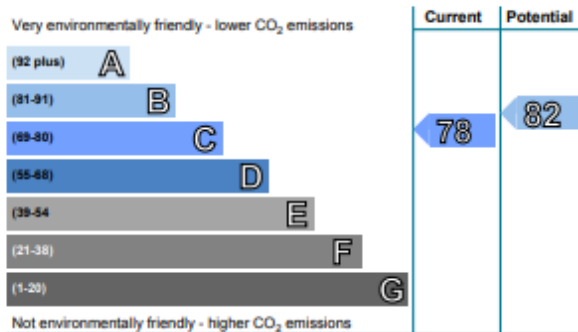 Current Potential
Very environmentally friendly - lower CO₂ emissions
(92 plus) A
(81-91) B
82
(69-80) C
78
(55-68) D
(39-54 E
(21-38) F
(1-20) G
Not environmentally friendly - higher CO₂ emissions